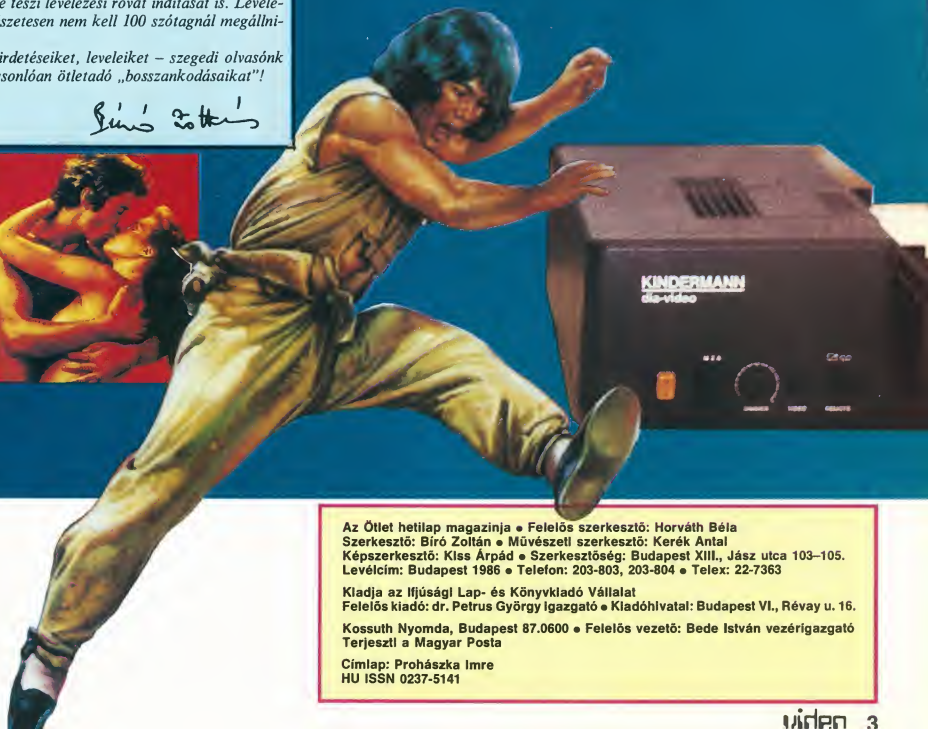 e teszi levelezési rovat indítását is. Levele-
szetesen nem kell 100 szótagnál megállni-
irdetéseiket, leveleiket – szegedi olvasónk
sonlóan ötletadó „bosszankodásaikat”!
Bíró Zoltán
KINDERMANN
dia-video
DIMMER VIDEO REMOTE
Az Ötlet hetilap magazinja ● Felelős szerkesztő: Horváth Béla
Szerkesztő: Bíró Zoltán ● Művészeti szerkesztő: Kerék Antal
Képszerkesztő: Kiss Árpád ● Szerkesztőség: Budapest XIII., Jász utca 103–105.
Levélcím: Budapest 1986 ● Telefon: 203-803, 203-804 ● Telex: 22-7363
Kiadja az Ifjúsági Lap- és Könyvkiadó Vállalat
Felelős kiadó: dr. Petrus György igazgató ● Kiadóhivatal: Budapest VI., Révay u. 16.
Kossuth Nyomda, Budapest 87.0600 ● Felelős vezető: Bede István vezérigazgató
Terjeszti a Magyar Posta
Címlap: Prohászka Imre
HU ISSN 0237-5141
video 3